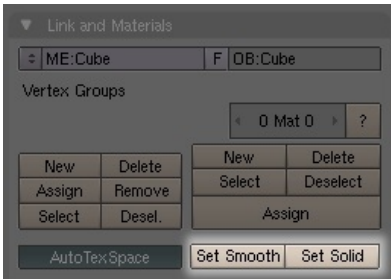 Link and Materials
ME:Cube F OB:Cube
Vertex Groups
0 Mat 0 ?
New Delete New Delete
Assign Remove Select Deselect
Select Desel. Assign
AutoTexSpace Set Smooth Set Solid